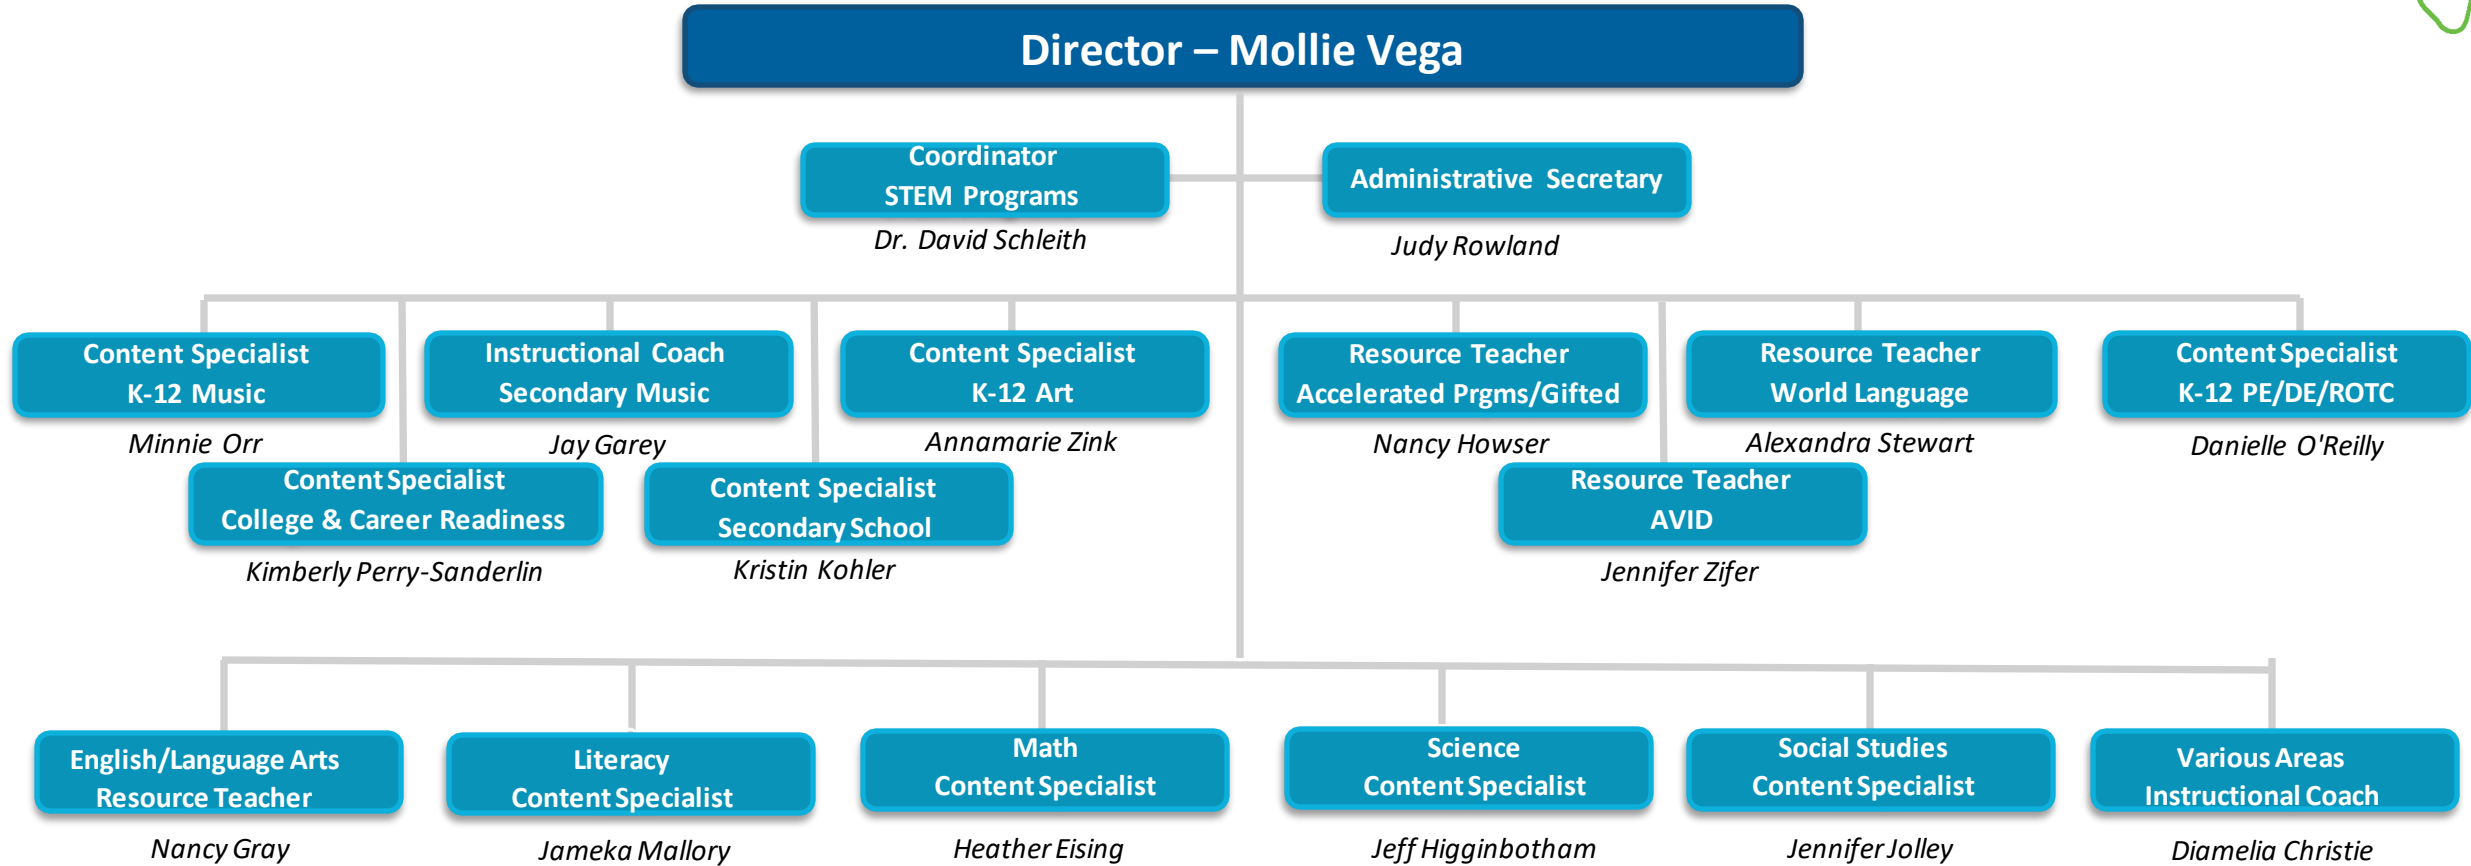 Director – Mollie Vega
Coordinator
STEM Programs
Dr. David Schleith
Administrative Secretary
Judy Rowland
Content Specialist
K-12 Music
Minnie Orr
Instructional Coach
Secondary Music
Jay Garey
Content Specialist
K-12 Art
Annamarie Zink
Resource Teacher
Accelerated Prgms/Gifted
Nancy Howser
Resource Teacher
World Language
Alexandra Stewart
Content Specialist
K-12 PE/DE/ROTC
Danielle O'Reilly
Content Specialist
College & Career Readiness
Kimberly Perry-Sanderlin
Content Specialist
Secondary School
Kristin Kohler
Resource Teacher
AVID
Jennifer Zifer
English/Language Arts
Resource Teacher
Nancy Gray
Literacy
Content Specialist
Jameka Mallory
Math
Content Specialist
Heather Eising
Science
Content Specialist
Jeff Higginbotham
Social Studies
Content Specialist
Jennifer Jolley
Various Areas
Instructional Coach
Diamelia Christie